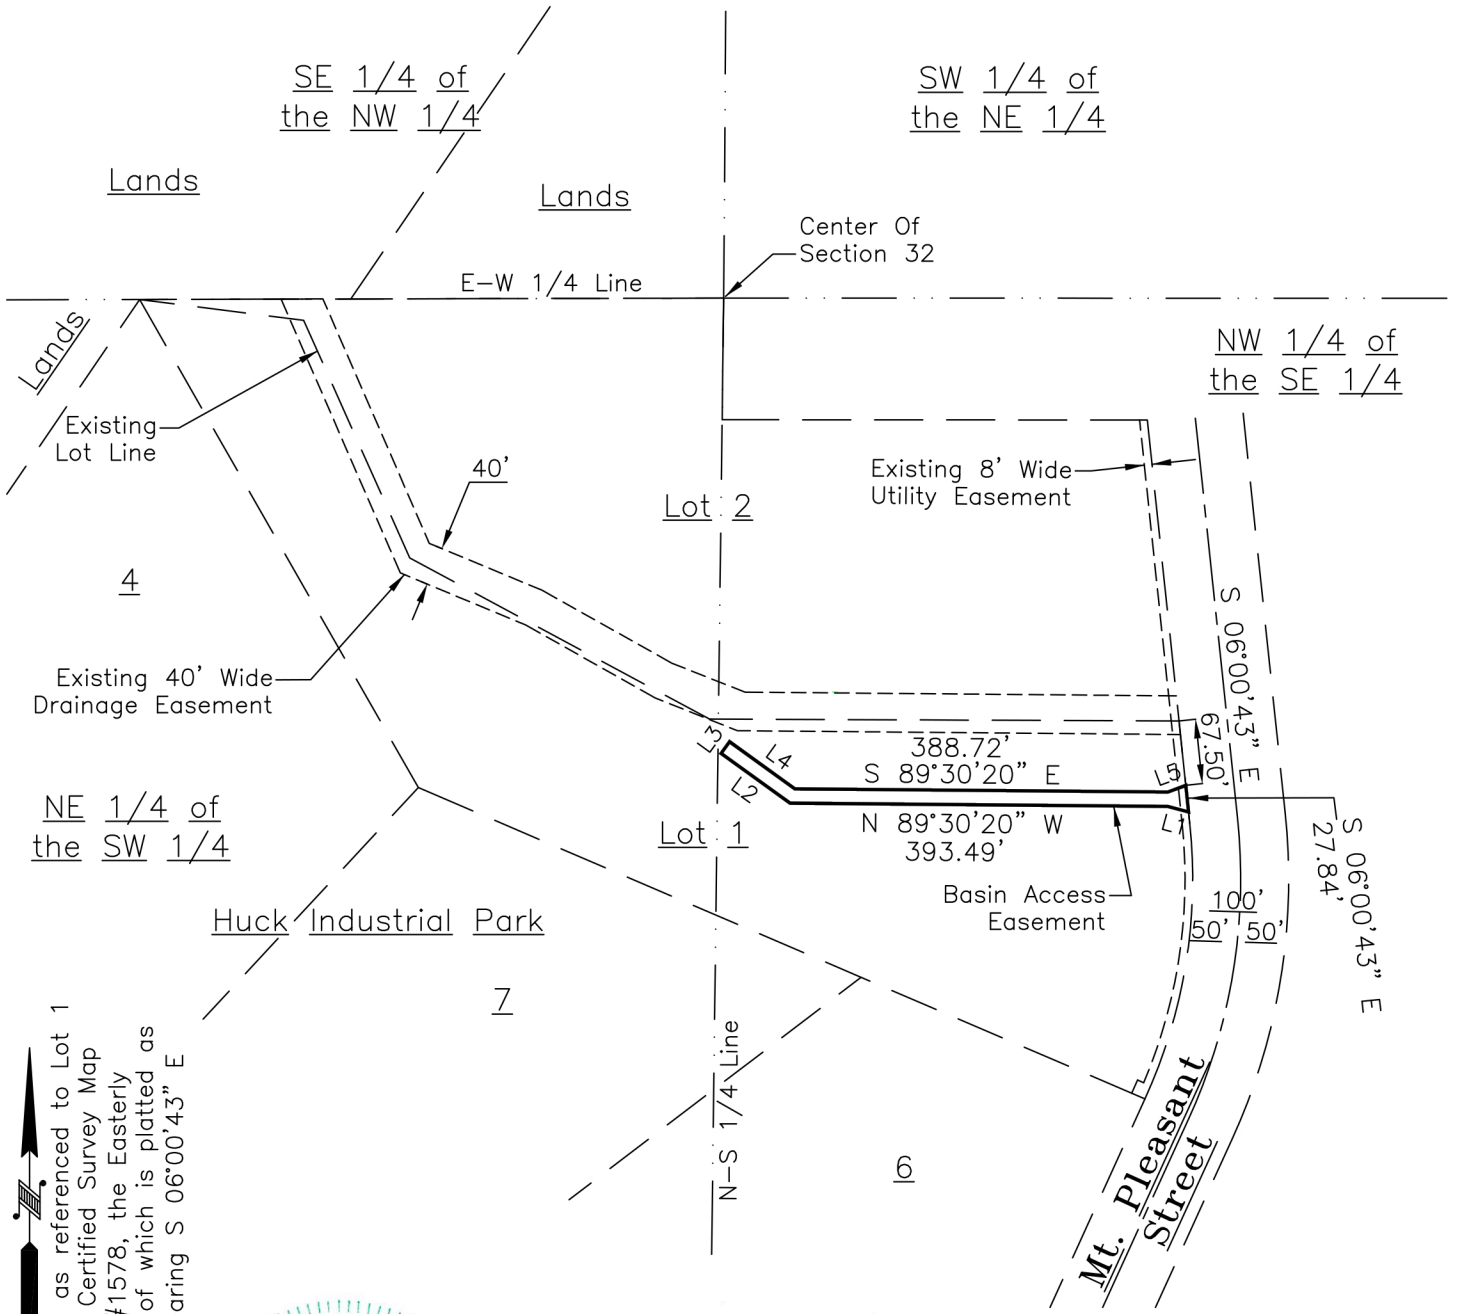 SE 1/4 of
the NW 1/4
SW 1/4 of
the NE 1/4
Lands
Lands
Center Of
Section 32
E-W 1/4 Line
Lands
NW 1/4 of
the SE 1/4
Existing
Lot Line
40'
Existing 8' Wide
Utility Easement
Lot 2
4
S 06°00'43" E
Existing 40' Wide
Drainage Easement
67.50'
L3
L4
L2
388.72'
S 89°30'20" E
L5
L1
N 89°30'20" W
393.49'
S 06°00'43" E
27.84'
NE 1/4 of
the SW 1/4
Lot 1
Basin Access
Easement
100'
50'
50'
Huck Industrial Park
7
N-S 1/4 Line
6
Mt. Pleasant
Street
as referenced to Lot 1
Certified Survey Map
#1578, the Easterly
of which is platted as
aring S 06°00'43" E